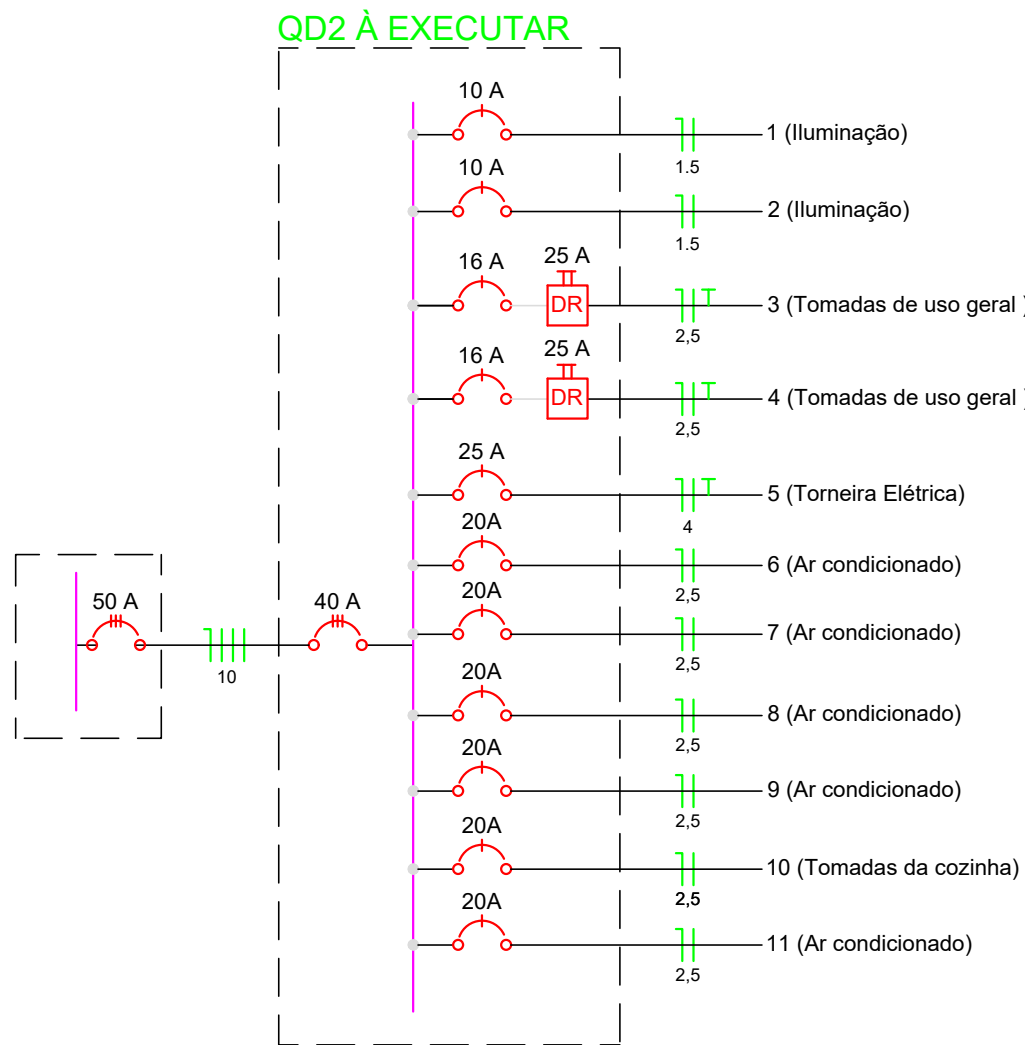 QD2 À EXECUTAR
10 A
1 (Iluminação)
1.5
10 A
2 (Iluminação)
1.5
16 A
25 A
DR
3 (Tomadas de uso geral )
2,5
16 A
25 A
DR
4 (Tomadas de uso geral )
2,5
25 A
5 (Torneira Elétrica)
4
20A
6 (Ar condicionado)
2,5
50 A
10
40 A
20A
7 (Ar condicionado)
2,5
20A
8 (Ar condicionado)
2,5
20A
9 (Ar condicionado)
2,5
20A
10 (Tomadas da cozinha)
2,5
20A
11 (Ar condicionado)
2,5